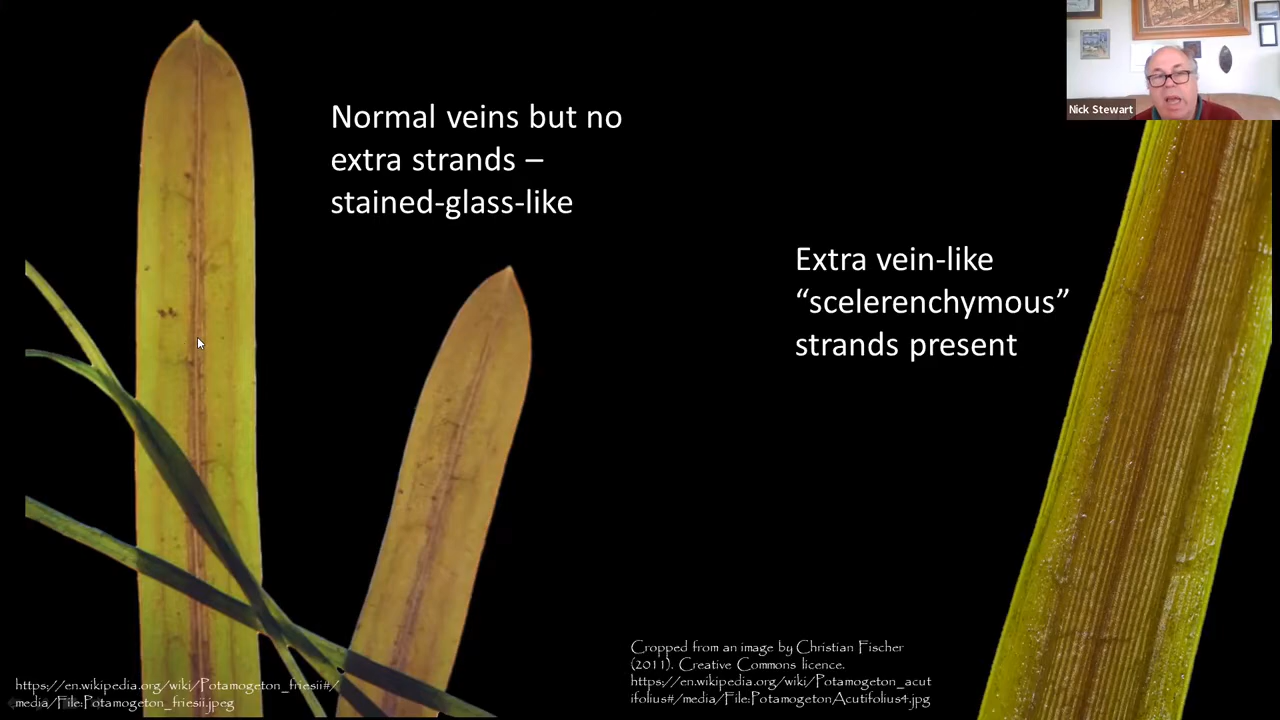 Nick Stewart
Normal veins but no
extra strands –
stained-glass-like
Extra vein-like
“scelerenchymous”
strands present
Cropped from an image by Christian Fischer
(2011). Creative Commons licence.
https://en.wikipedia.org/wiki/Potamogeton_acut
ifolius#/media/File:PotamogetonAcutifolius4.jpg
https://en.wikipedia.org/wiki/Potamogeton_friesii#/
media/File:Potamogeton_friesii.jpeg